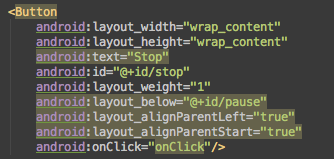 <Button
android:layout_width="wrap_content"
android:layout_height="wrap_content"
android:text="Stop"
android:id="@+id/stop"
android:layout_weight="1"
android:layout_below="@+id/pause"
android:layout_alignParentLeft="true"
android:layout_alignParentStart="true"
android:onClick="onClick"/>